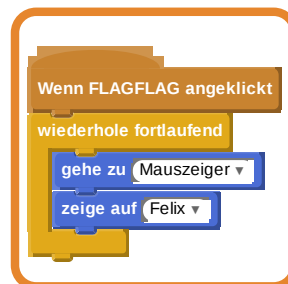 Wenn FLAGFLAG angeklickt
wiederhole fortlaufend
gehe zu Mauszeiger ▾
zeige auf Felix ▾